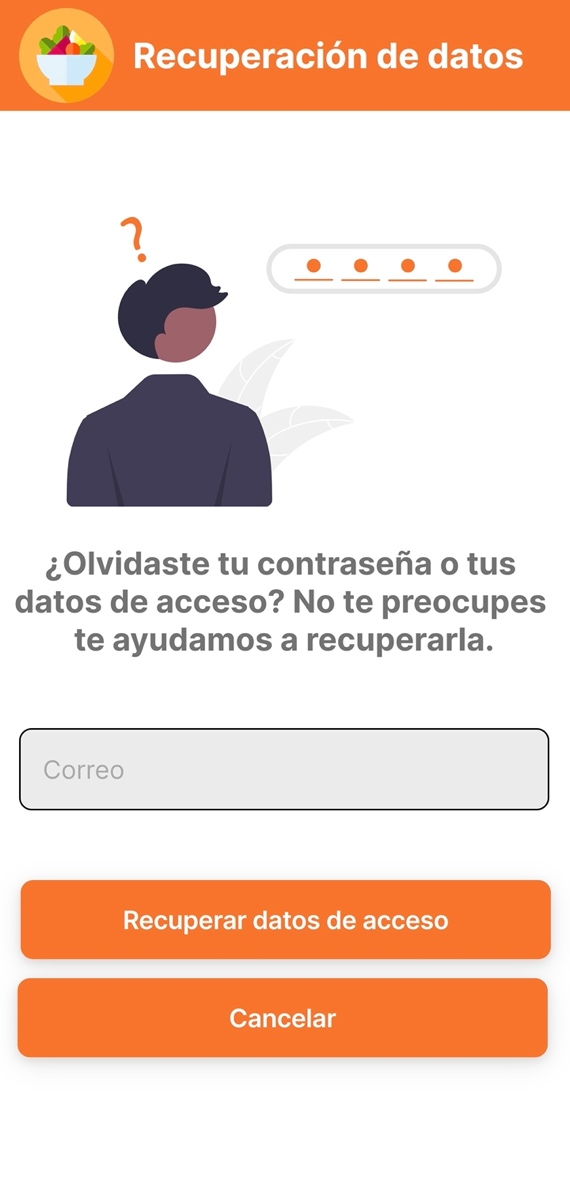 Recuperación de datos
?
¿Olvidaste tu contraseña o tus
datos de acceso? No te preocupes
te ayudamos a recuperarla.
Correo
Recuperar datos de acceso
Cancelar